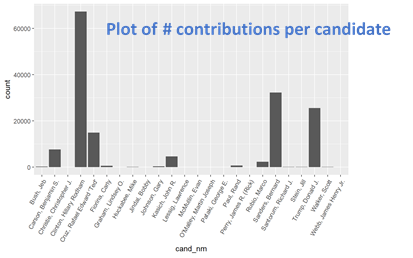 Plot of # contributions per candidate
60000
40000
20000
0
count
Bush, Jeb
Carson, Benjamin S.
Christie, Christopher J.
Clinton, Hillary Rodham
Cruz, Rafael Edward 'Ted'
Fiorina, Carly
Graham, Lindsey O.
Huckabee, Mike
Jindal, Bobby
Johnson, Gary
Kasich, John R.
Lessig, Lawrence
McMullin, Evan
O'Malley, Martin Joseph
Pataki, George E.
Paul, Rand
Perry, James R. (Rick)
Rubio, Marco
Sanders, Bernard
Santorum, Richard J.
Stein, Jill
Trump, Donald J.
Walker, Scott
Webb, James Henry Jr.
cand_nm